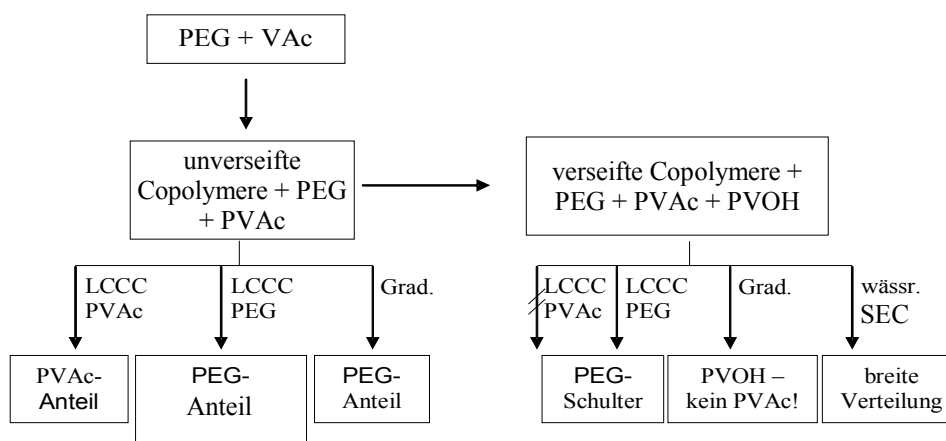 PEG + VAc
unverseifte
Copolymere + PEG
+ PVAc
verseifte Copolymere +
PEG + PVAc + PVOH
LCCC
PVAc
LCCC
PEG
Grad.
LCCC
PVAc
LCCC
PEG
Grad.
wässr.
SEC
PVAc-
Anteil
PEG-
Anteil
PEG-
Anteil
PEG-
Schulter
PVOH –
kein PVAc!
breite
Verteilung